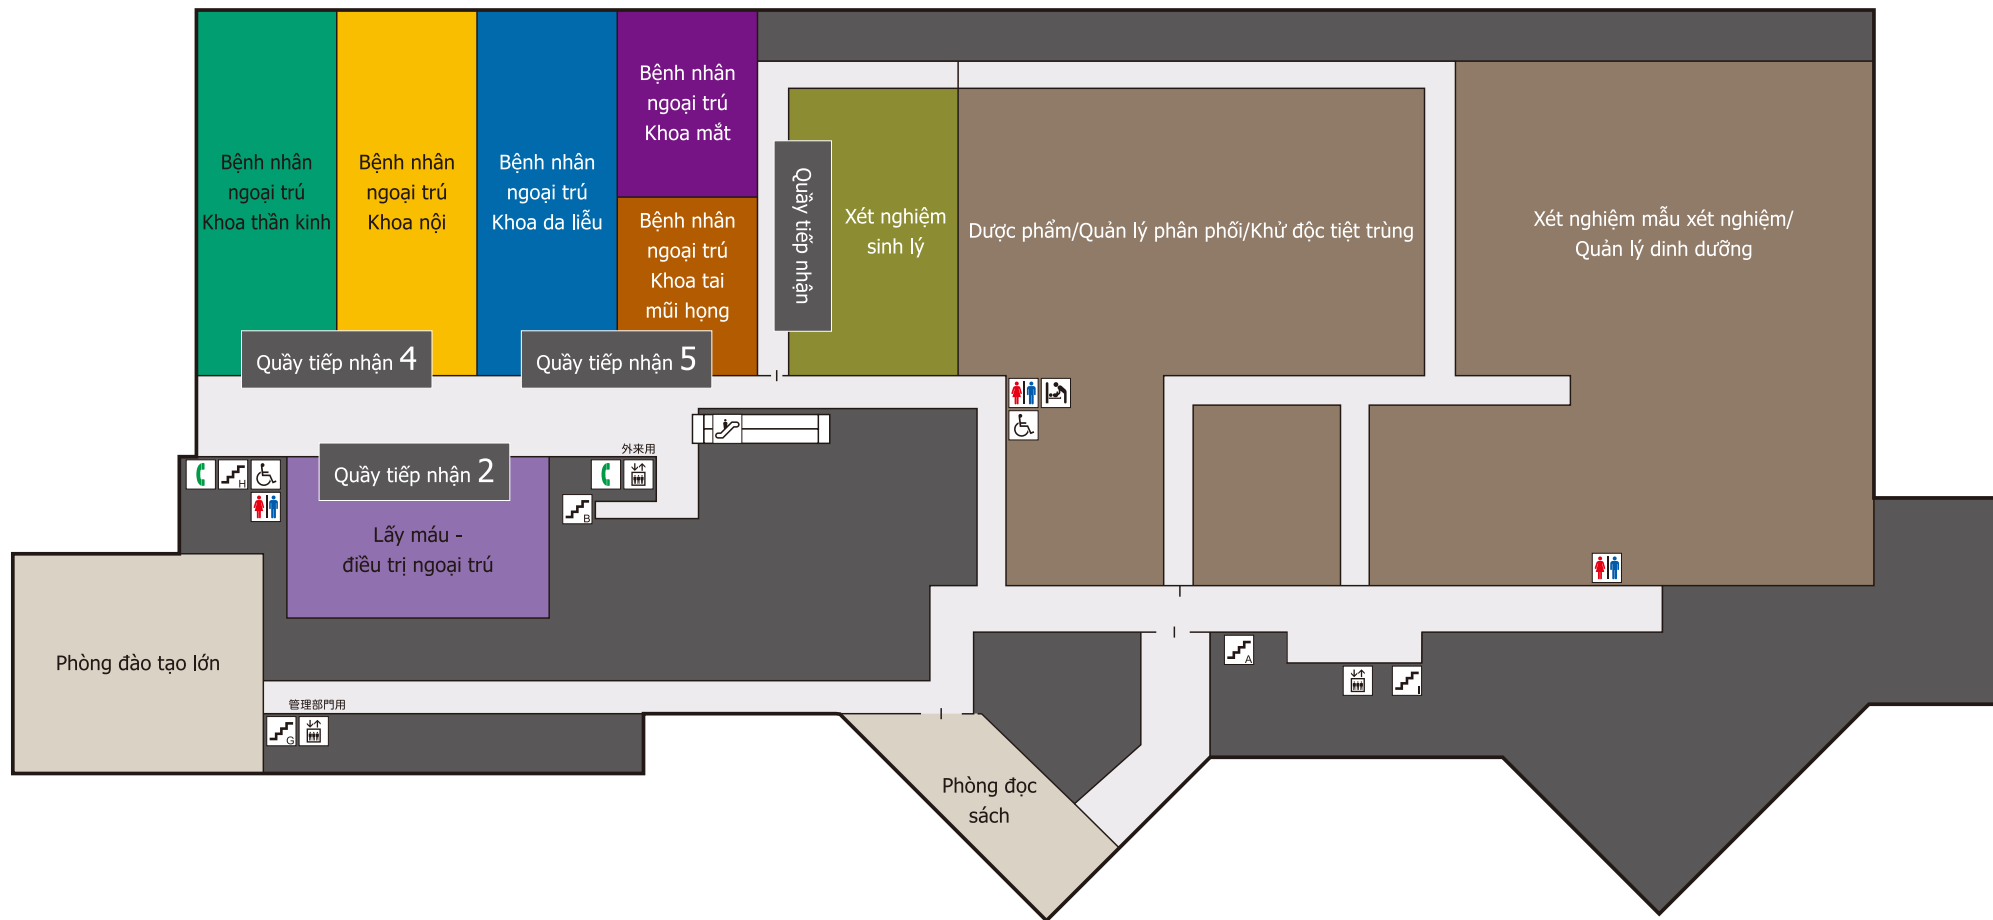 Bệnh nhân
ngoại trú
Khoa thần kinh
Bệnh nhân
ngoại trú
Khoa nội
Bệnh nhân
ngoại trú
Khoa da liễu
Bệnh nhân
ngoại trú
Khoa mắt
Bệnh nhân
ngoại trú
Khoa tai
mũi họng
Quầy tiếp nhận
Xét nghiệm
sinh lý
Dược phẩm/Quản lý phân phối/Khử độc tiệt trùng
Xét nghiệm mẫu xét nghiệm/
Quản lý dinh dưỡng
Quầy tiếp nhận 4
Quầy tiếp nhận 5
外来用
Quầy tiếp nhận 2
H
B
Lấy máu -
điều trị ngoại trú
Phòng đào tạo lớn
A
I
管理部門用
G
Phòng đọc
sách